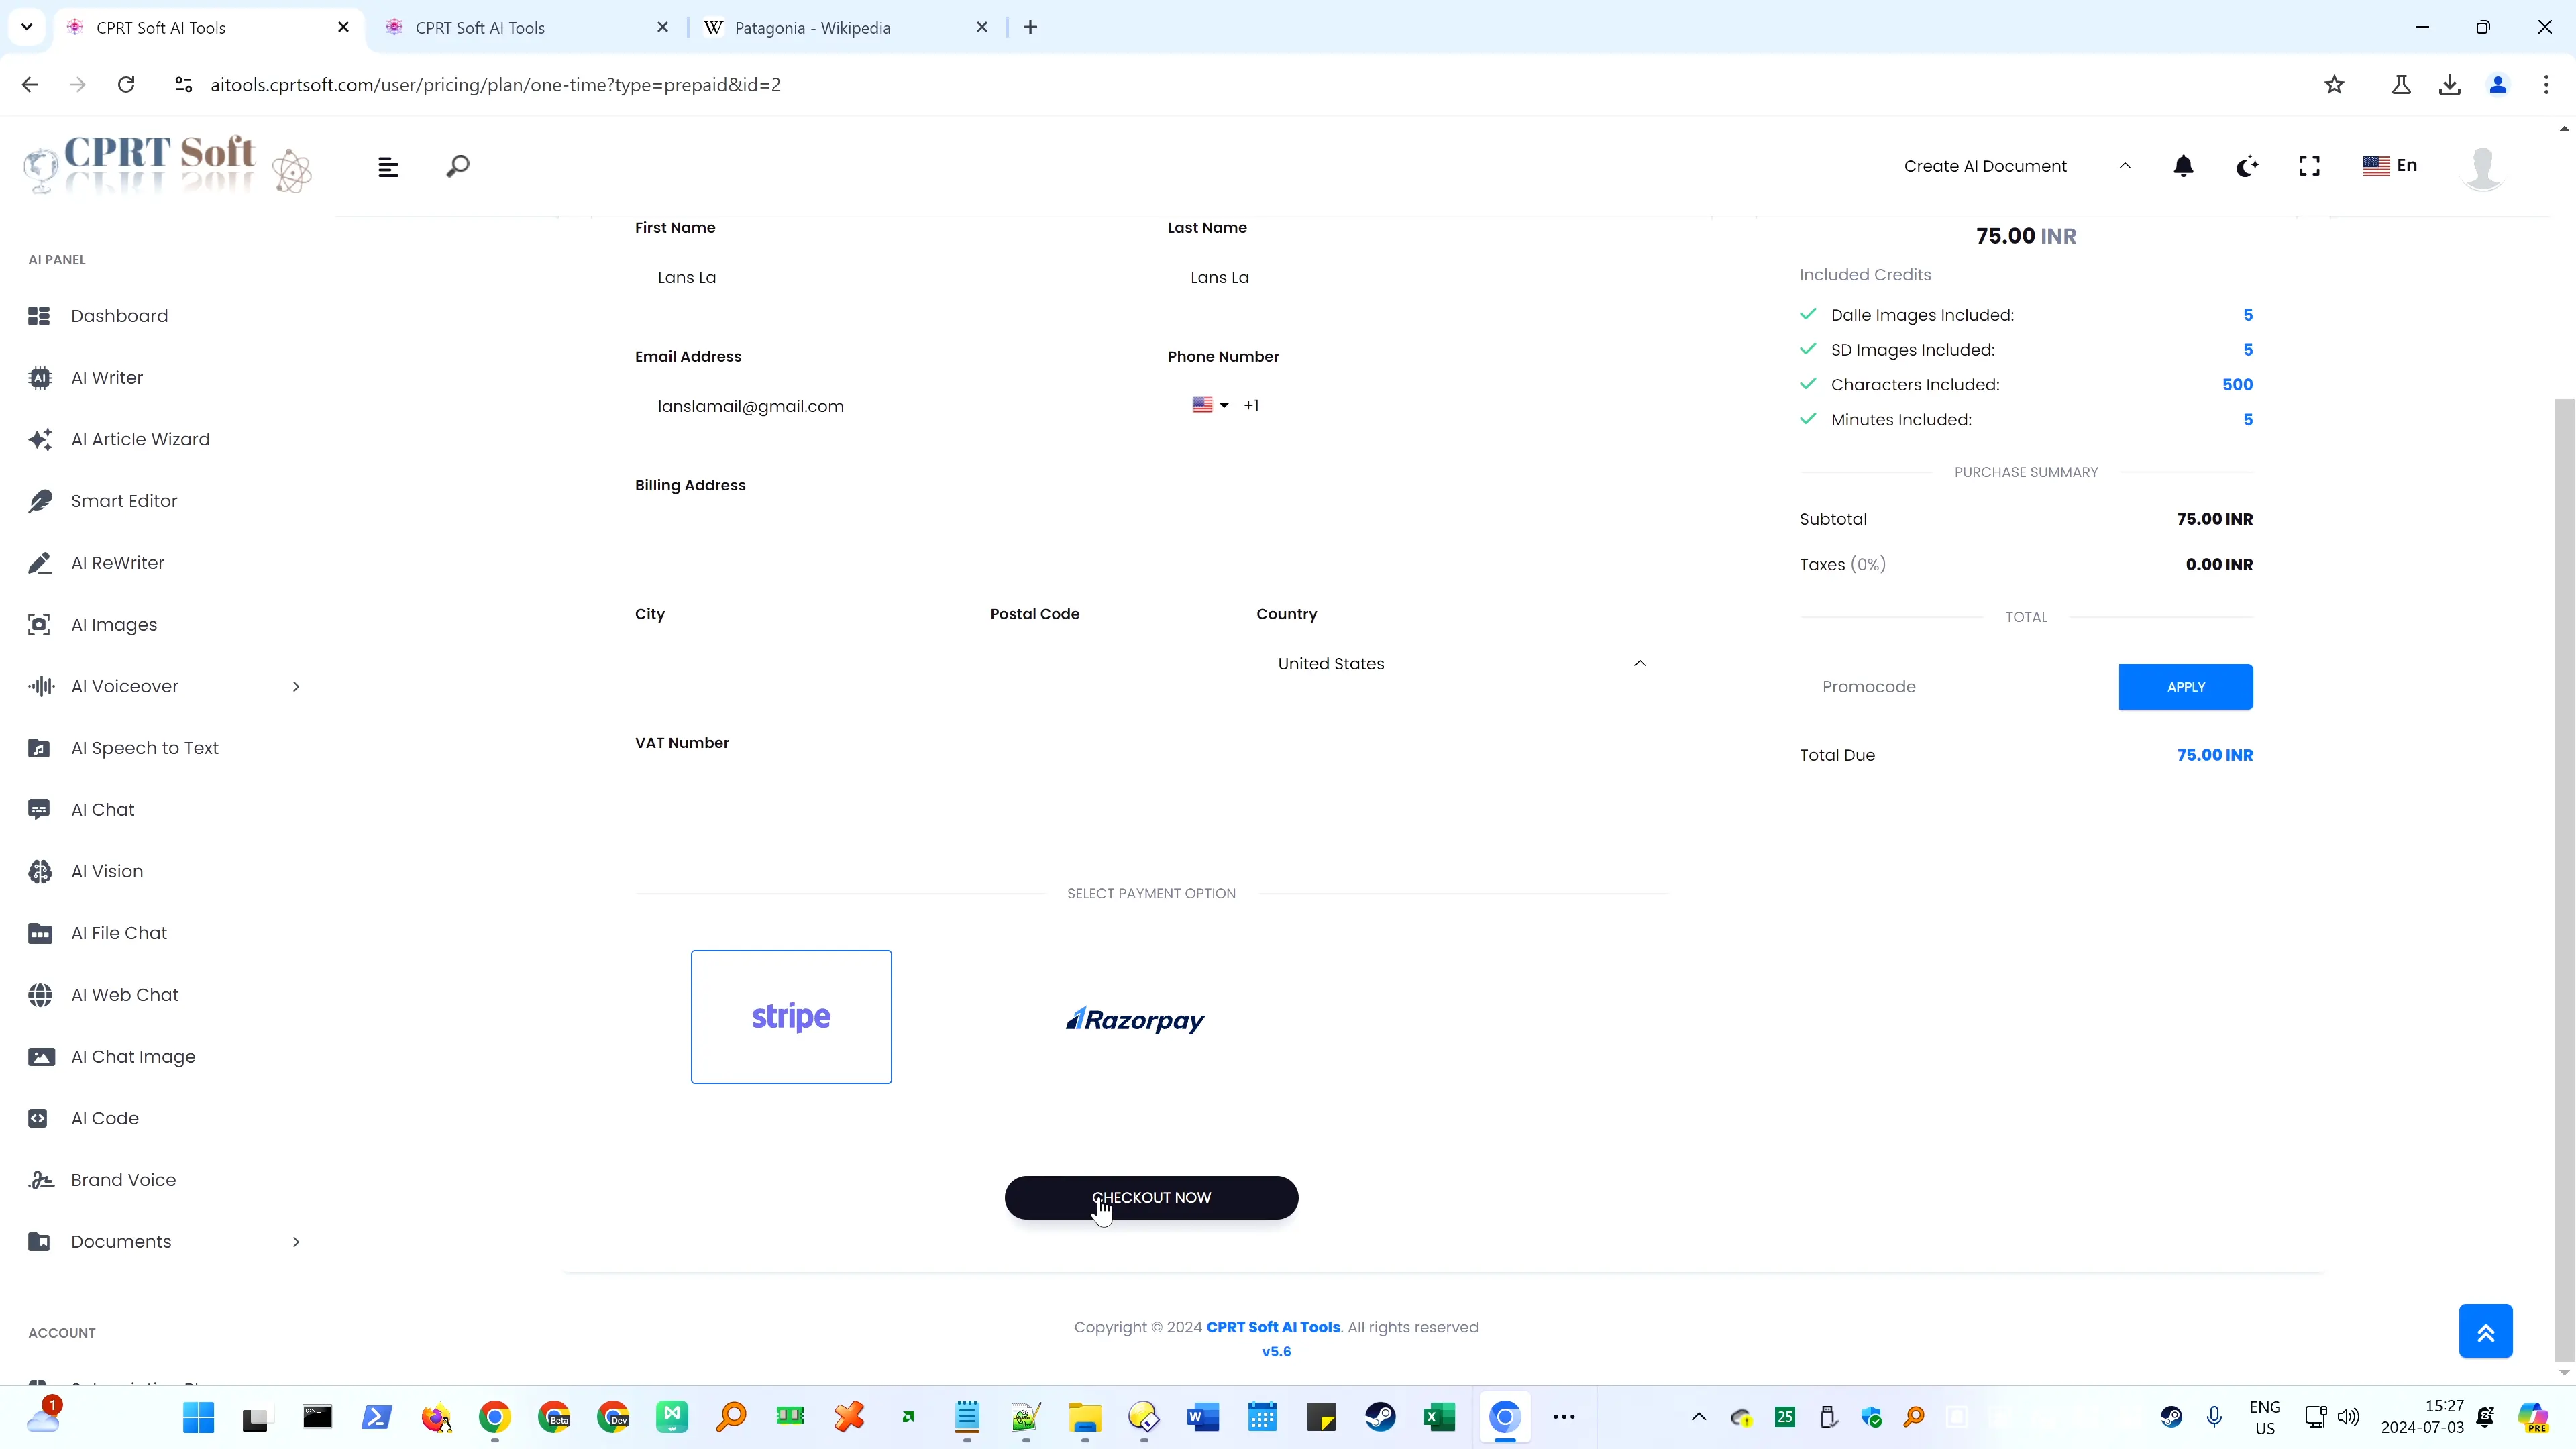 CPRT Soft AI Tools
CPRT Soft AI Tools
Patagonia - Wikipedia
aitools.cprtsoft.com/user/pricing/plan/one-time?type=prepaid&id=2
CPRT Soft
Create AI Document
En
AI PANEL
Dashboard
AI Writer
AI Article Wizard
Smart Editor
AI ReWriter
AI Images
AI Voiceover
AI Speech to Text
AI Chat
AI Vision
AI File Chat
AI Web Chat
AI Chat Image
AI Code
Brand Voice
Documents
ACCOUNT
First Name
Last Name
Lans La
Lans La
Email Address
Phone Number
lanslamail@gmail.com
+1
Billing Address
City
Postal Code
Country
United States
VAT Number
SELECT PAYMENT OPTION
stripe
Razorpay
CHECKOUT NOW
75.00 INR
Included Credits
Dalle Images Included: 5
SD Images Included: 5
Characters Included: 500
Minutes Included: 5
PURCHASE SUMMARY
Subtotal 75.00 INR
Taxes (0%) 0.00 INR
TOTAL
Promocode APPLY
Total Due 75.00 INR
Copyright © 2024 CPRT Soft AI Tools. All rights reserved
v5.6
1
Beta
Dev
25
ENG
US
15:27
2024-07-03
PRE